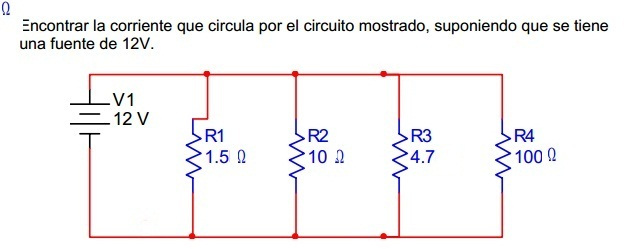 Ω
Encontrar la corriente que circula por el circuito mostrado, suponiendo que se tiene
una fuente de 12V.
V1
12 V
R1
1.5 Ω
R2
10 Ω
R3
4.7
R4
100 Ω